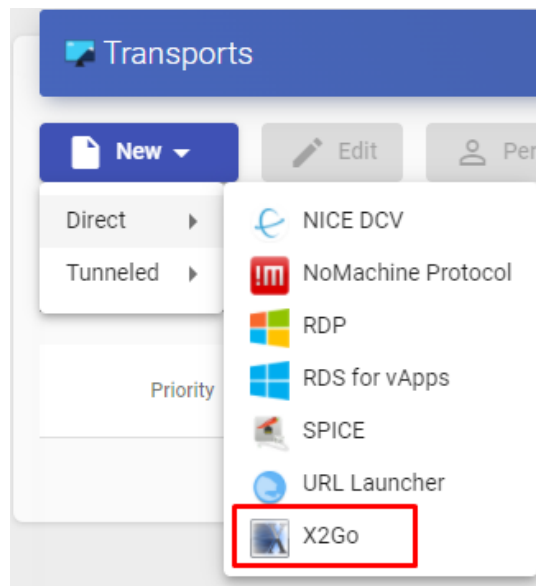 Transports
New
Edit
Per
Direct
Tunneled
NICE DCV
NoMachine Protocol
RDP
RDS for vApps
SPICE
URL Launcher
X2Go
Priority